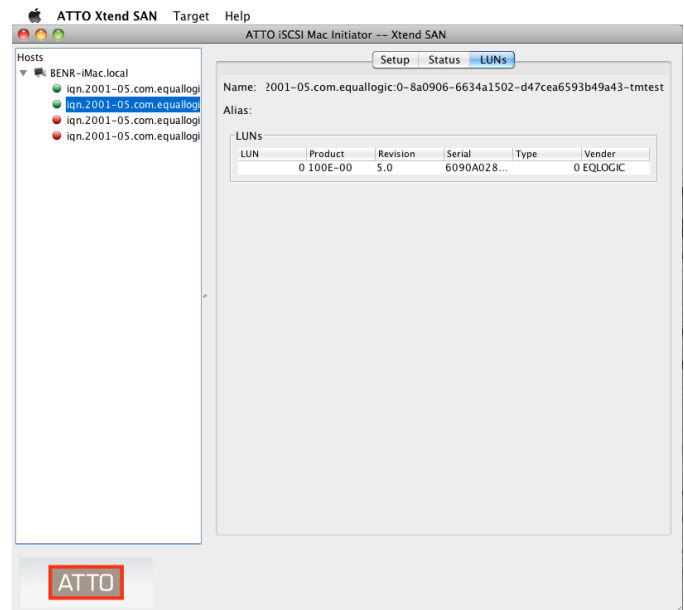 ATTO Xtend SAN Target Help
ATTO iSCSI Mac Initiator -- Xtend SAN
Hosts
BENR-iMac.local
iqn.2001-05.com.equallogi
iqn.2001-05.com.equallogi
iqn.2001-05.com.equallogi
iqn.2001-05.com.equallogi
Setup Status LUNs
Name: 2001-05.com.equallogic:0-8a0906-6634a1502-d47cea6593b49a43-tmtest
Alias:
LUNs
LUN Product Revision Serial Type Vender
0 100E-00 5.0 6090A028... 0 EQLOGIC
ATTO